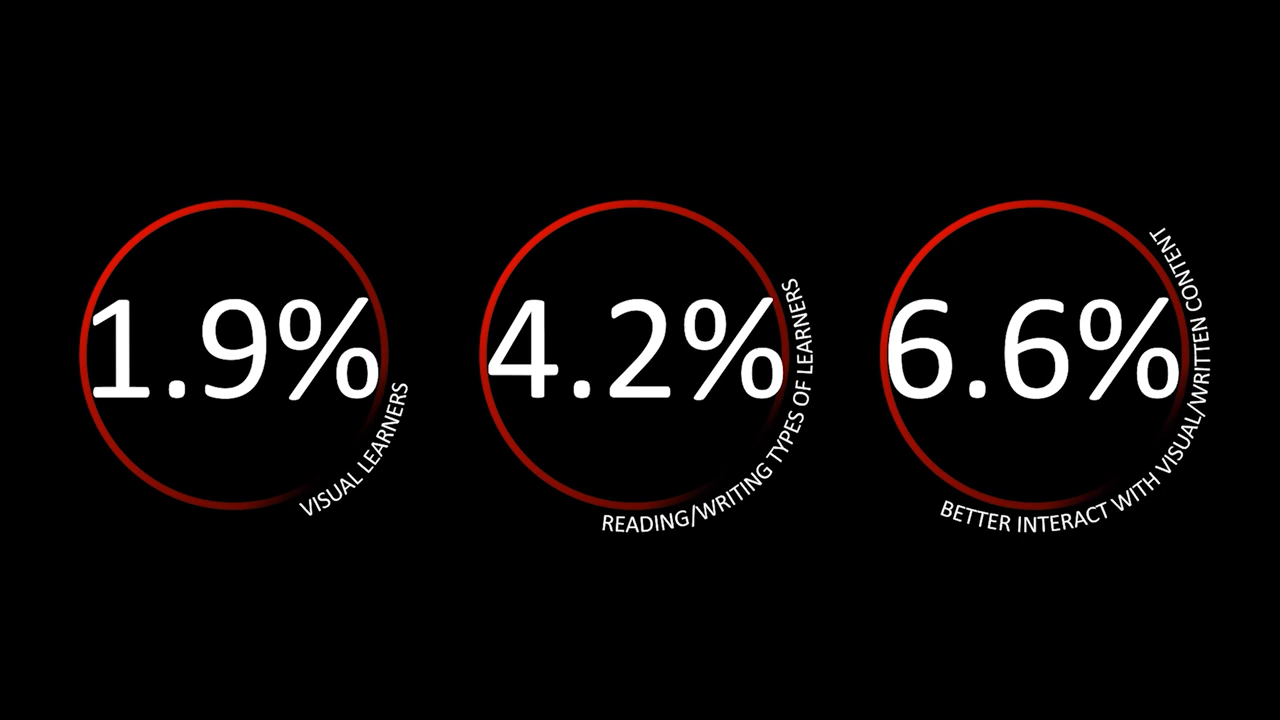 1.9%
VISUAL LEARNERS
4.2%
READING/WRITING TYPES OF LEARNERS
6.6%
BETTER INTERACT WITH VISUAL/WRITTEN CONTENT